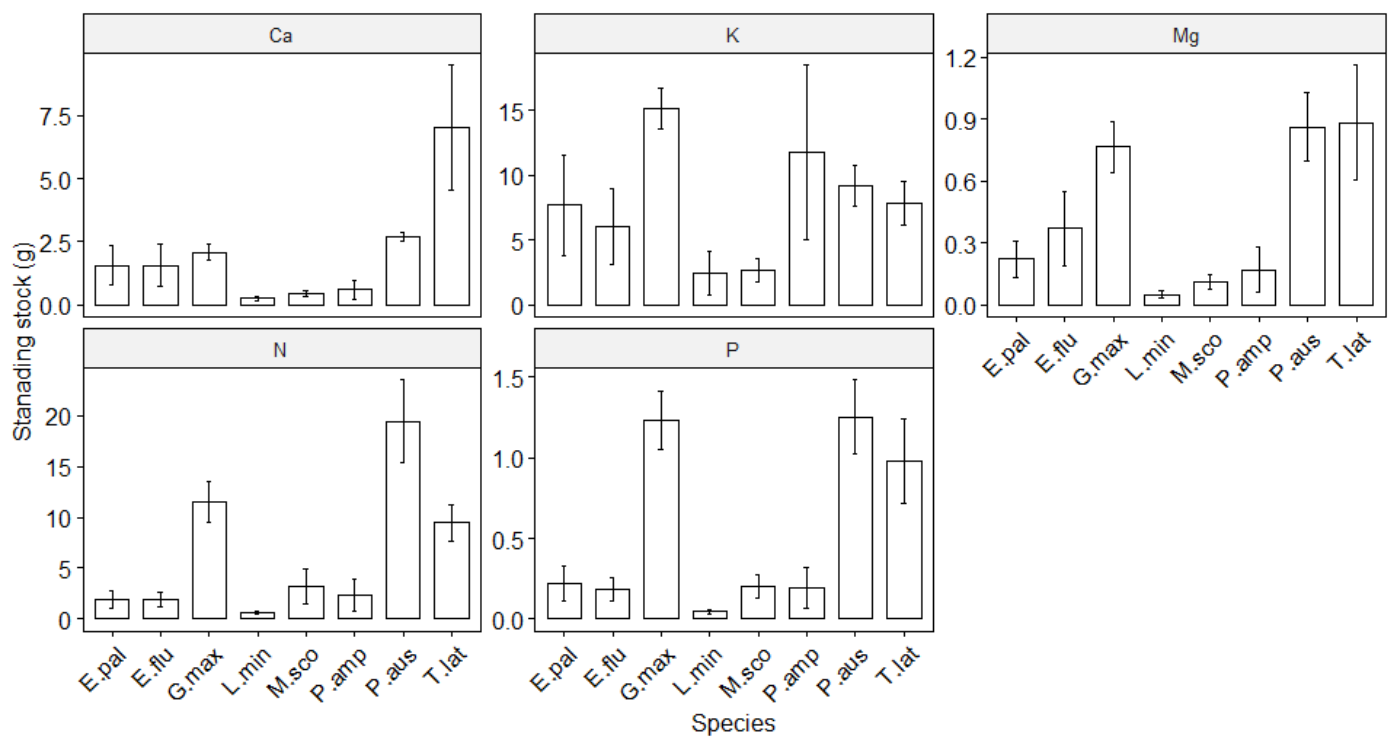 Ca
K
Mg
7.5
5.0
2.5
0.0
15
10
5
0
1.2
0.9
0.6
0.3
0.0
E.pal
E.flu
G.max
L.min
M.sco
P.amp
P.aus
T.lat
Stanading stock (g)
N
P
20
15
10
5
0
1.5
1.0
0.5
0.0
E.pal
E.flu
G.max
L.min
M.sco
P.amp
P.aus
T.lat
E.pal
E.flu
G.max
L.min
M.sco
P.amp
P.aus
T.lat
Species